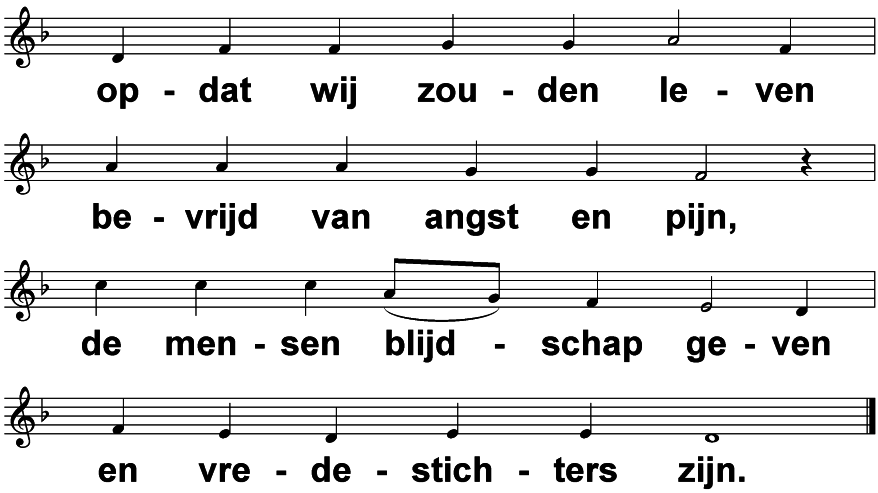 op - dat wij zou - den le - ven
be - vrijd van angst en pijn,
de men - sen blijd - schap ge - ven
en vre - de - stich - ters zijn.